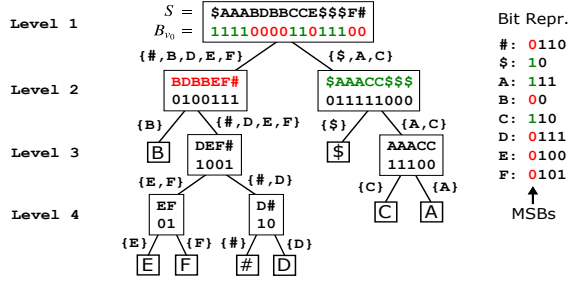 Level 1
S = $AAABDBBCCE$$$F#
Bv0 = 1111000011011100
{#,B,D,E,F} {$,A,C}
Level 2
BDBBEF# $AAACC$$$
0100111 011111000
{B} {#,D,E,F} {$} {A,C}
Level 3
B DEF# $ AAACC
1001 11100
{E,F} {#,D} {C} {A}
Level 4
EF D# C A
01 10
{E} {F} {#} {D}
E F # D
Bit Repr.
#: 0110
$: 10
A: 111
B: 00
C: 110
D: 0111
E: 0100
F: 0101
MSBs